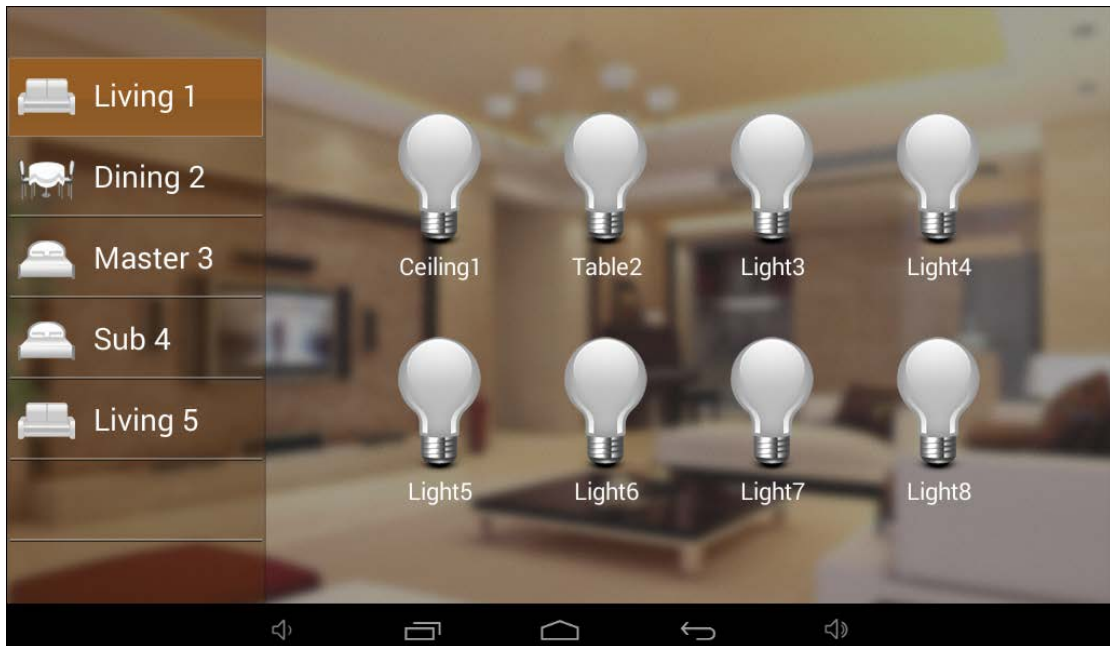 Living 1
Dining 2
Master 3
Sub 4
Living 5
Ceiling1 Table2 Light3 Light4
Light5 Light6 Light7 Light8